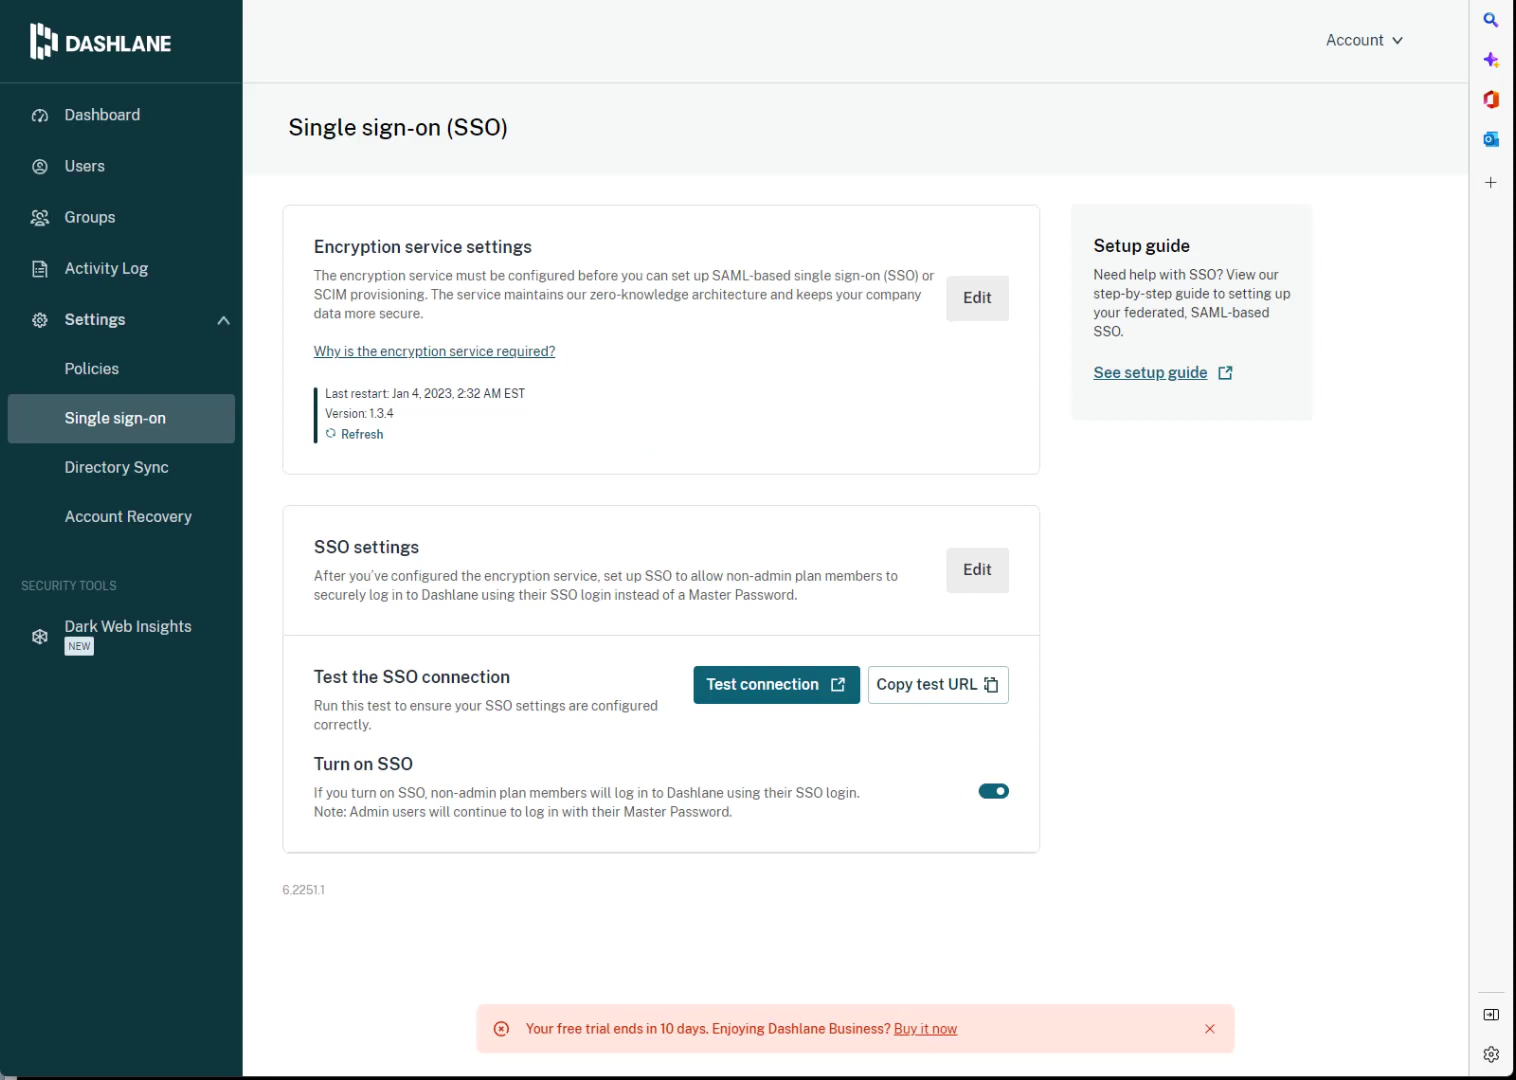 DASHLANE
Account
Dashboard
Users
Groups
Activity Log
Settings
Policies
Single sign-on
Directory Sync
Account Recovery
SECURITY TOOLS
Dark Web Insights
NEW
Single sign-on (SSO)
Encryption service settings
The encryption service must be configured before you can set up SAML-based single sign-on (SSO) or
SCIM provisioning. The service maintains our zero-knowledge architecture and keeps your company
data more secure.
Edit
Why is the encryption service required?
Last restart: Jan 4, 2023, 2:32 AM EST
Version: 1.3.4
Refresh
Setup guide
Need help with SSO? View our
step-by-step guide to setting up
your federated, SAML-based
SSO.
See setup guide
SSO settings
After you've configured the encryption service, set up SSO to allow non-admin plan members to
securely log in to Dashlane using their SSO login instead of a Master Password.
Edit
Test the SSO connection
Run this test to ensure your SSO settings are configured
correctly.
Test connection
Copy test URL
Turn on SSO
If you turn on SSO, non-admin plan members will log in to Dashlane using their SSO login.
Note: Admin users will continue to log in with their Master Password.
6.2251.1
Your free trial ends in 10 days. Enjoying Dashlane Business? Buy it now